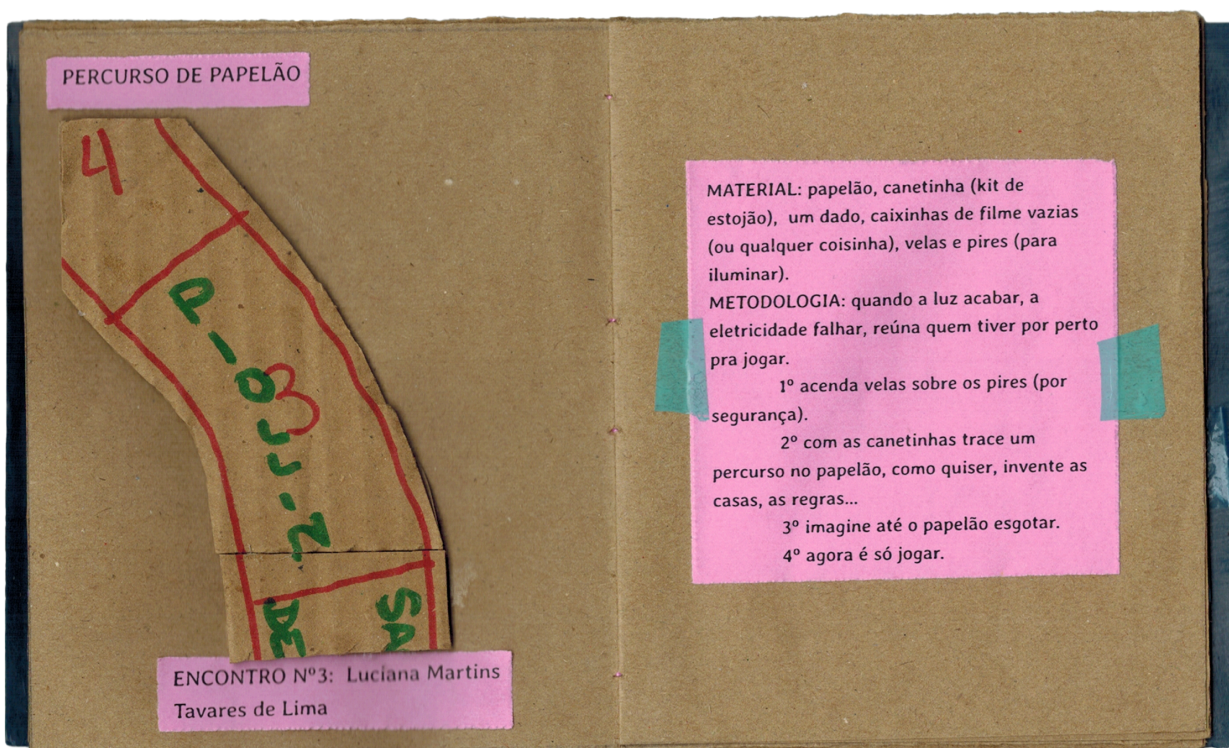 PERCURSO DE PAPELÃO
4
3
DE
SA
ENCONTRO Nº3: Luciana Martins
Tavares de Lima
MATERIAL: papelão, canetinha (kit de
estojão), um dado, caixinhas de filme vazias
(ou qualquer coisinha), velas e pires (para
iluminar).
METODOLOGIA: quando a luz acabar, a
eletricidade falhar, reúna quem tiver por perto
pra jogar.
1º acenda velas sobre os pires (por
segurança).
2º com as canetinhas trace um
percurso no papelão, como quiser, invente as
casas, as regras...
3º imagine até o papelão esgotar.
4º agora é só jogar.